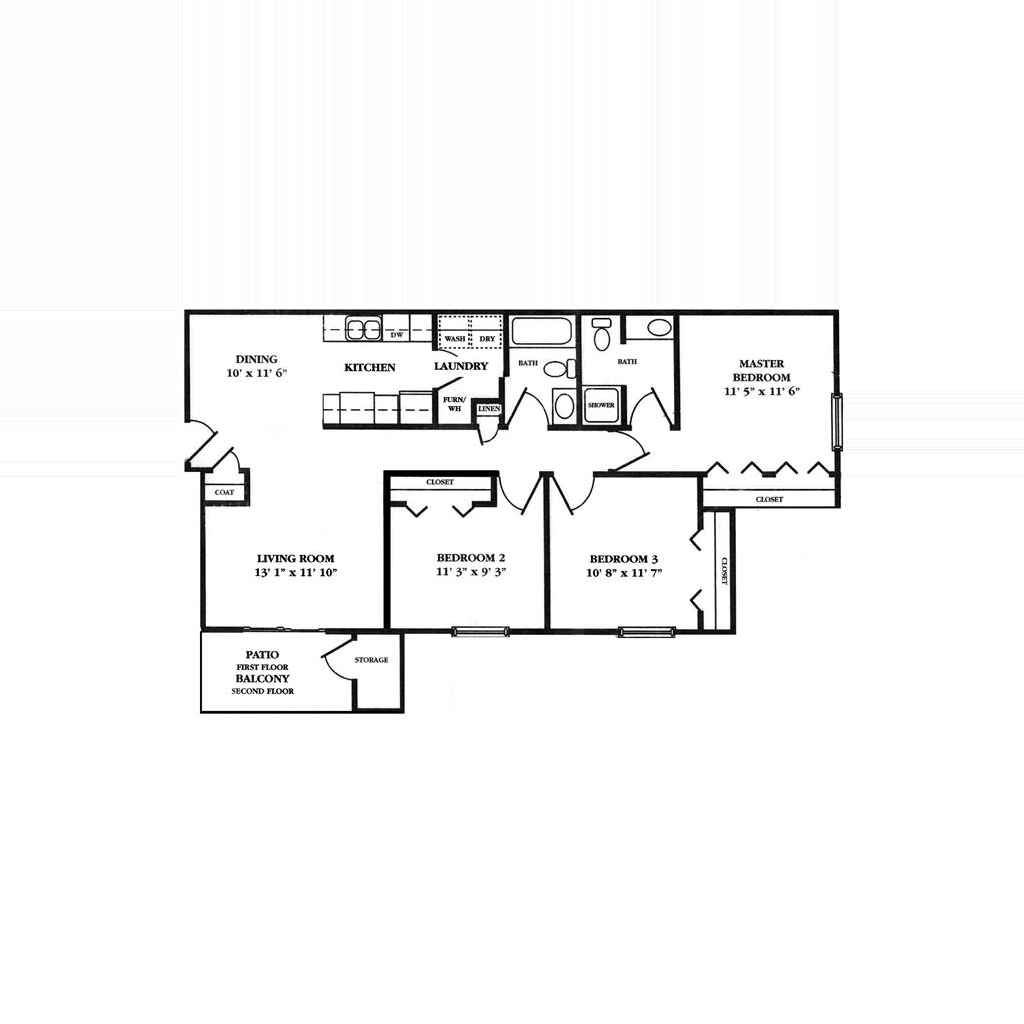 DW
WASH
DRY
DINING
10' x 11' 6"
KITCHEN
LAUNDRY
BATH
BATH
MASTER
BEDROOM
11' 5" x 11' 6"
FURN/
WH
LINEN
SHOWER
COAT
CLOSET
CLOSET
LIVING ROOM
13' 1" x 11' 10"
BEDROOM 2
11' 3" x 9' 3"
BEDROOM 3
10' 8" x 11' 7"
CLOSET
PATIO
FIRST FLOOR
BALCONY
SECOND FLOOR
STORAGE